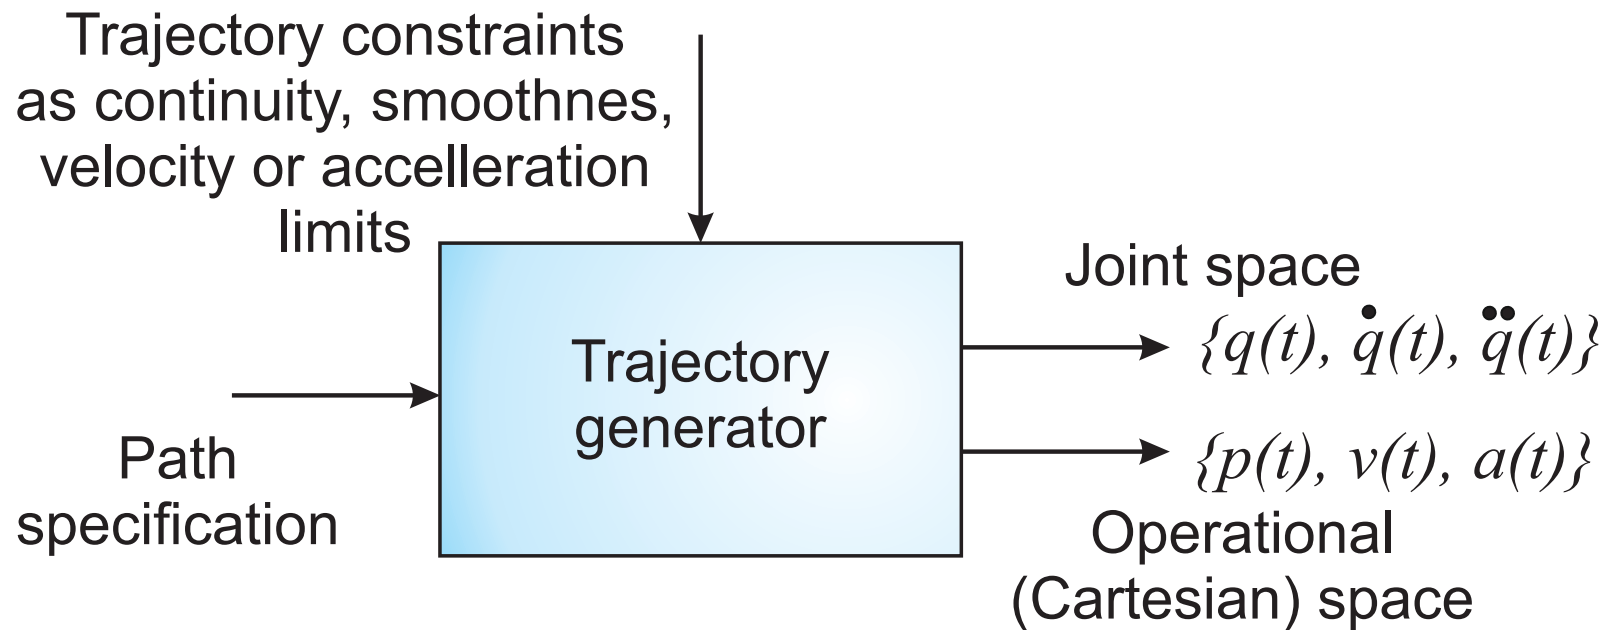 Trajectory constraints
as continuity, smoothnes,
velocity or accelleration
limits
Joint space
{q(t), q̇(t), q̈(t)}
Trajectory
generator
Path
specification
{p(t), v(t), a(t)}
Operational
(Cartesian) space